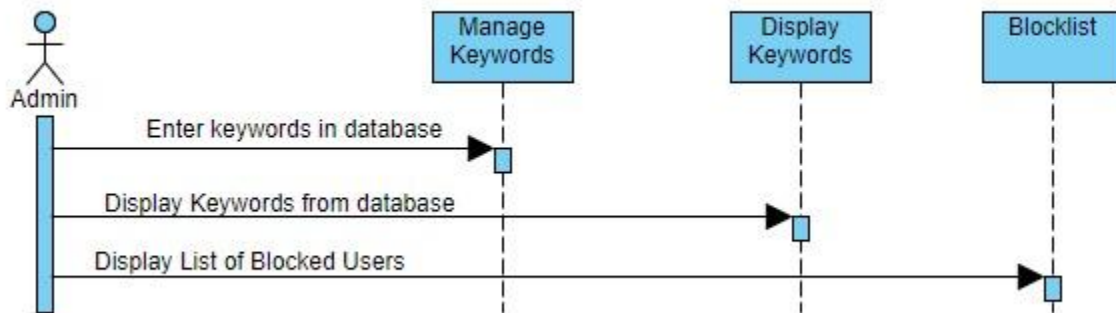 Manage
Keywords
Display
Keywords
Blocklist
Admin
Enter keywords in database
Display Keywords from database
Display List of Blocked Users